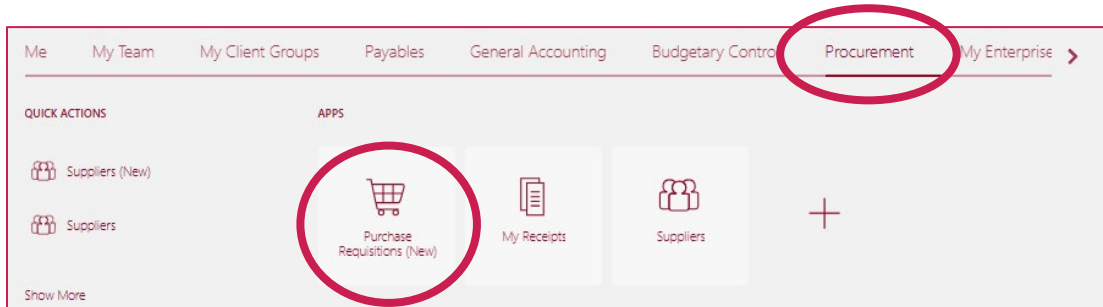 Me My Team My Client Groups Payables General Accounting Budgetary Contro Procurement My Enterprise
QUICK ACTIONS
APPS
Suppliers (New)
Suppliers
Purchase
Requisitions (New)
My Receipts
Suppliers
Show More